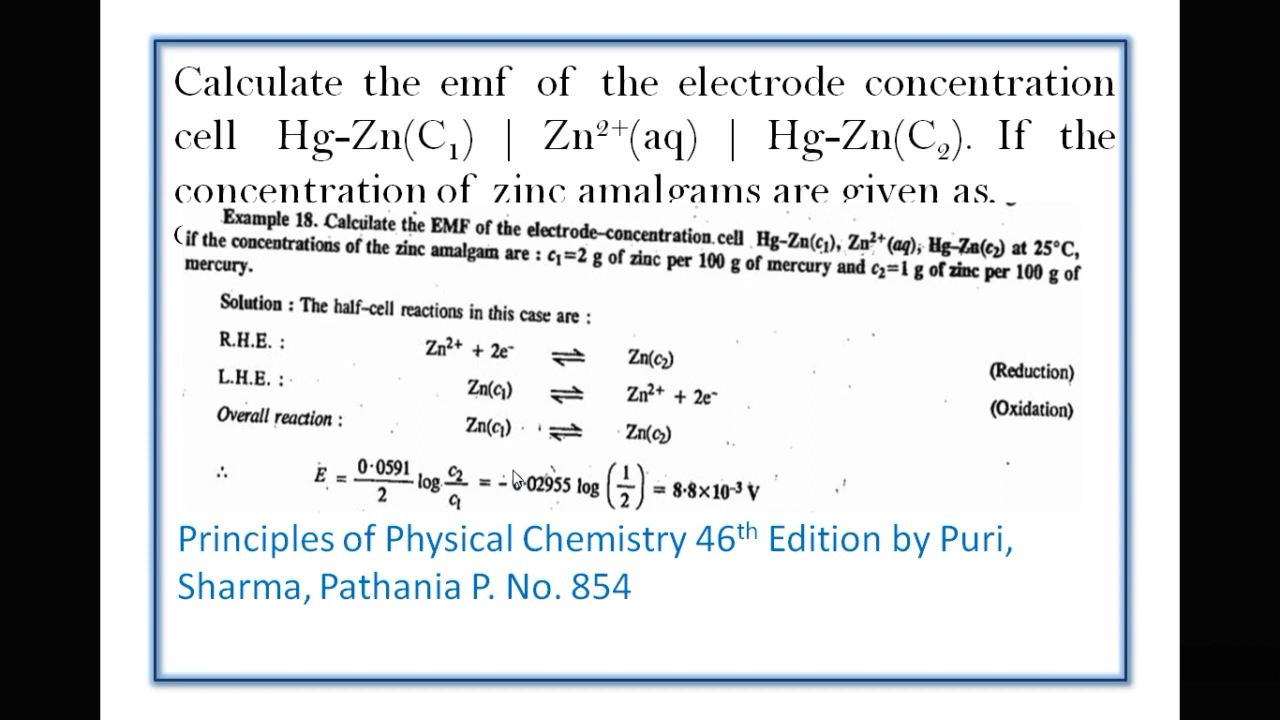 Calculate the emf of the electrode concentration
cell Hg-Zn(C₁) | Zn²⁺(aq) | Hg-Zn(C₂). If the
concentration of zinc amalgams are given as.
Example 18. Calculate the EMF of the electrode-concentration cell Hg-Zn(c₁), Zn²⁺(aq), Hg-Zn(c₂) at 25°C,
(if the concentrations of the zinc amalgam are : c₁=2 g of zinc per 100 g of mercury and c₂=1 g of zinc per 100 g of
mercury.
Solution : The half-cell reactions in this case are :
R.H.E. : Zn²⁺ + 2e⁻ ⇌ Zn(c₂) (Reduction)
L.H.E. : Zn(c₁) ⇌ Zn²⁺ + 2e⁻ (Oxidation)
Overall reaction : Zn(c₁) ⇌ Zn(c₂)
∴ E = 0·0591/2 log c₂/c₁ = - 02955 log (1/2) = 8·8×10⁻³ V
Principles of Physical Chemistry 46th Edition by Puri,
Sharma, Pathania P. No. 854